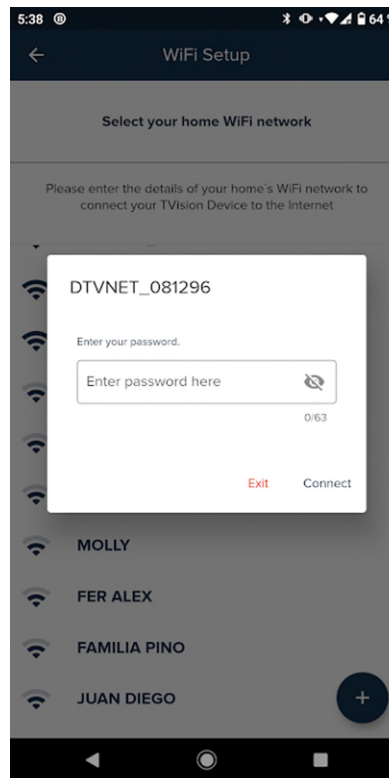 5:38 64
WiFi Setup
Select your home WiFi network
Please enter the details of your home's WiFi network to
connect your TVision Device to the Internet
DTVNET_081296
Enter your password.
Enter password here
0/63
Exit Connect
MOLLY
FER ALEX
FAMILIA PINO
JUAN DIEGO